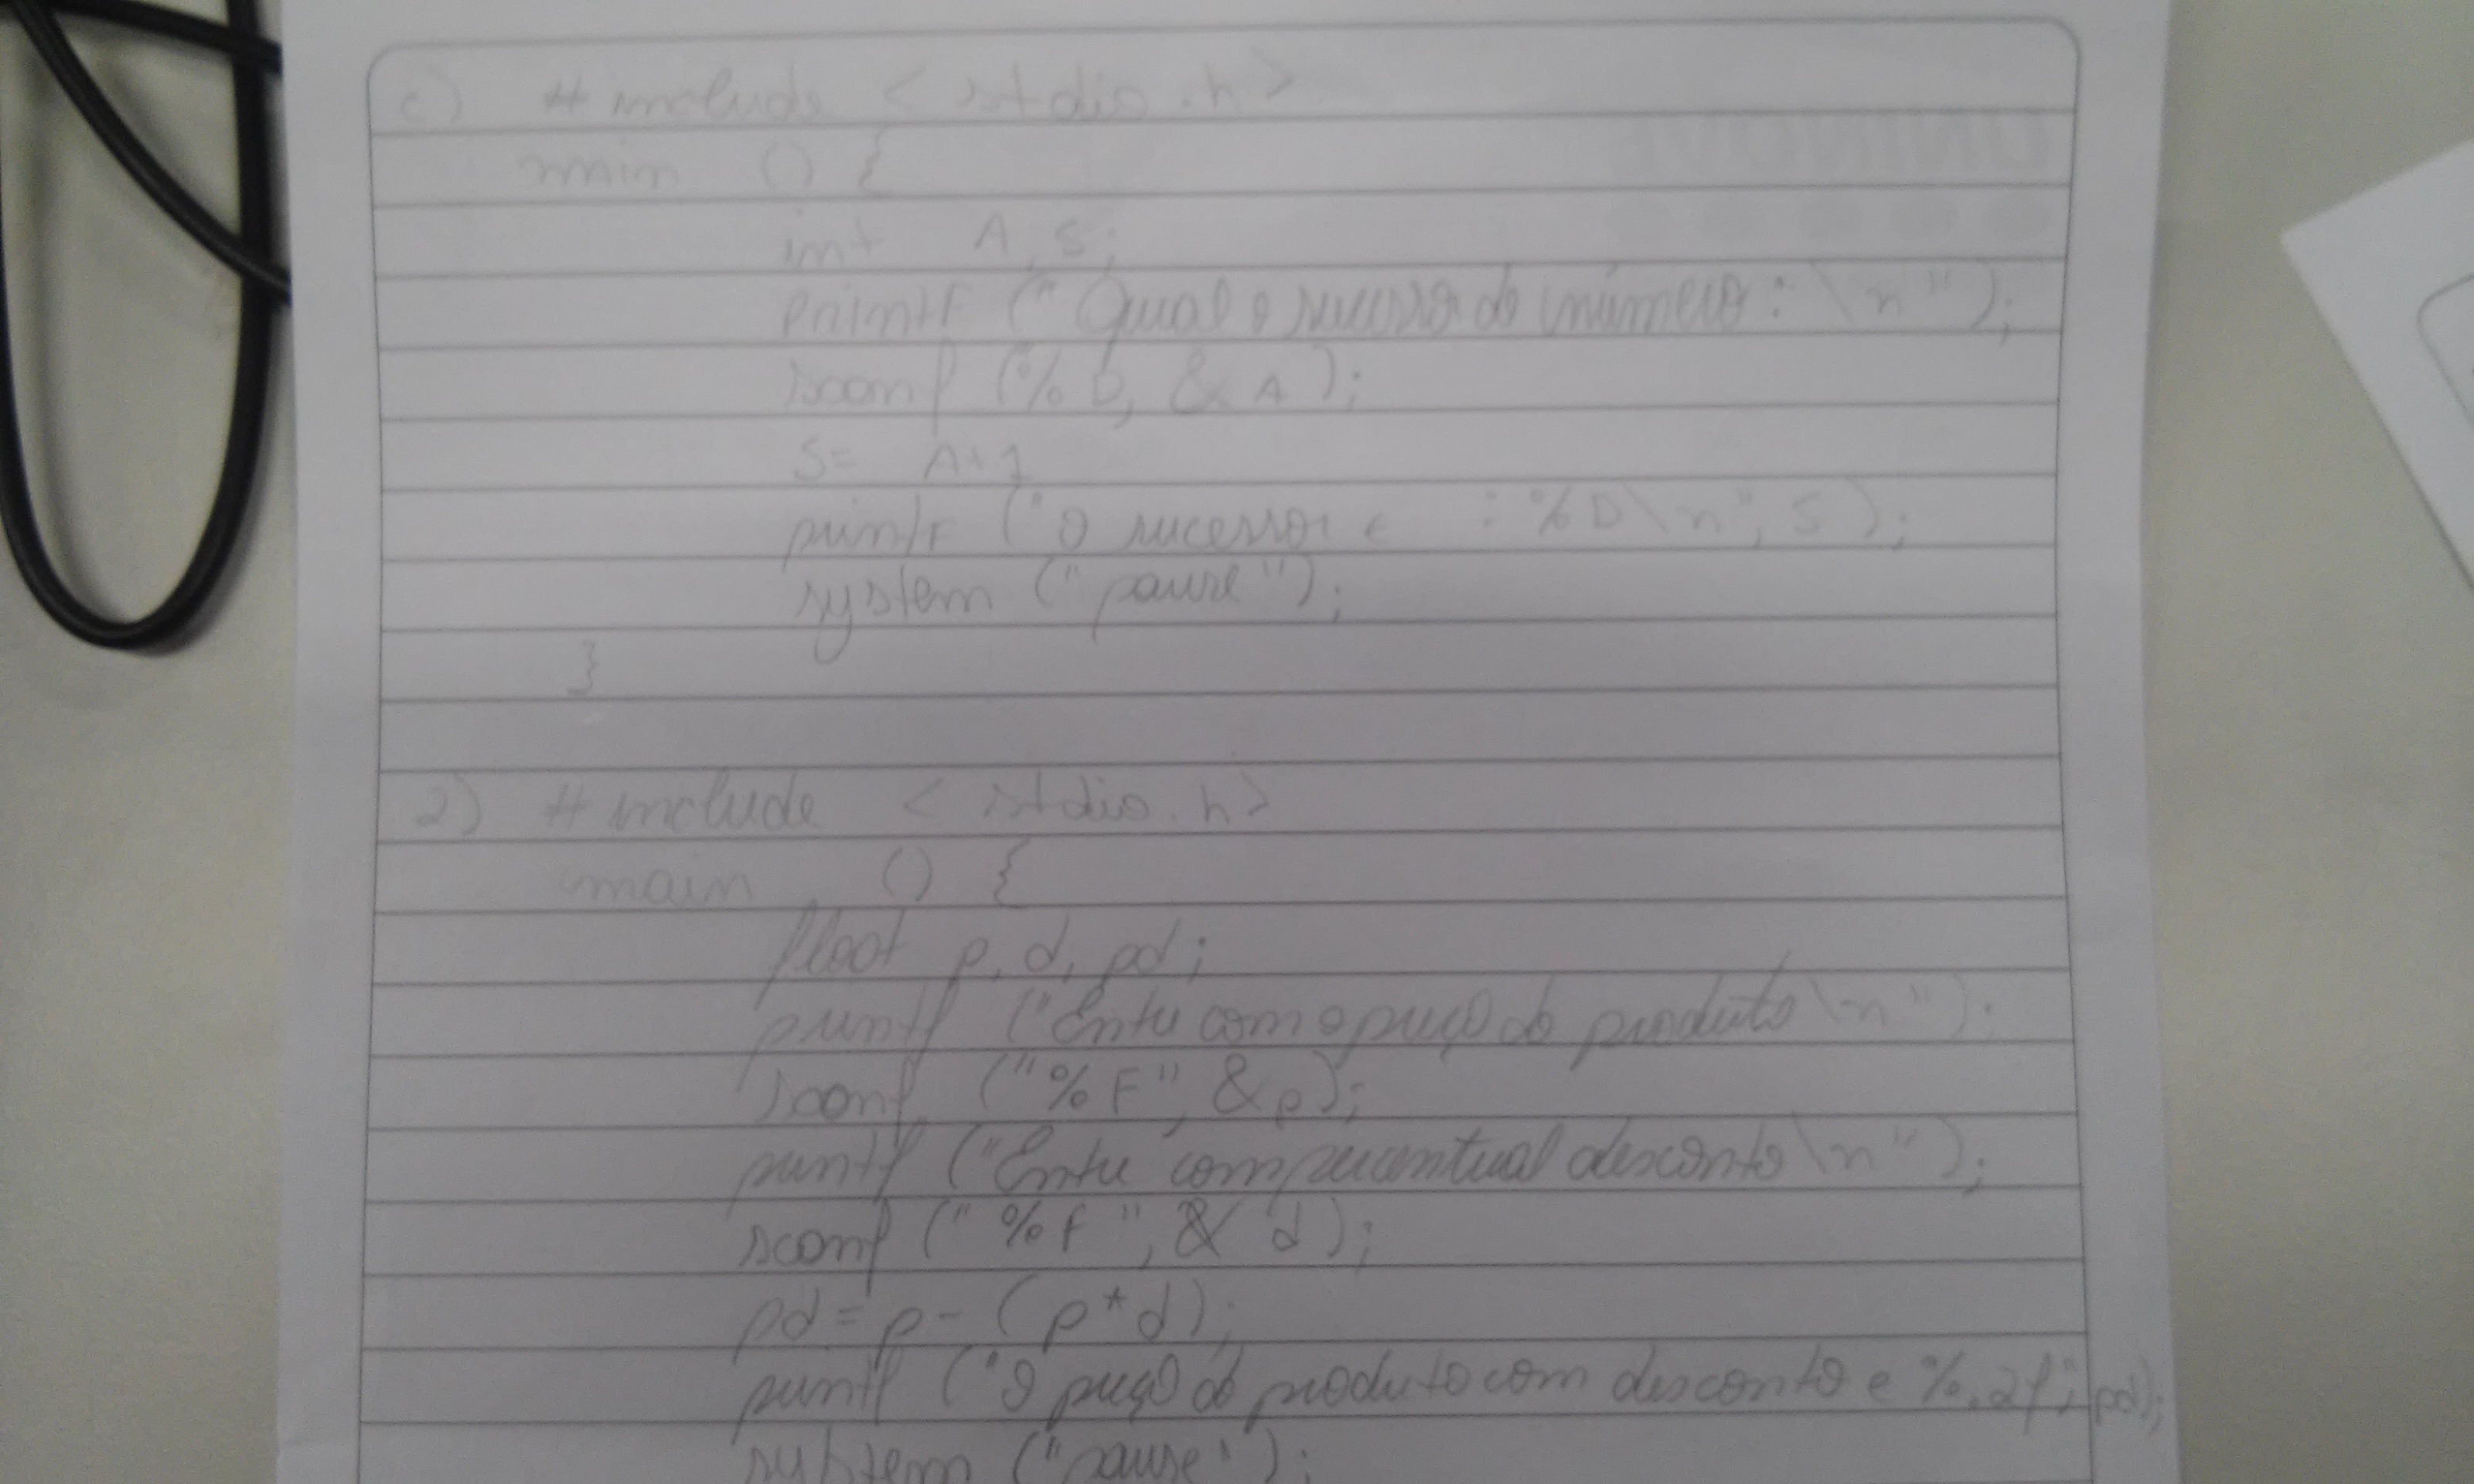 c) # include < stdio.h>
main () {
int A, S;
printF (" Qual o sucessor do número : \n ");
scanf ("% D, & A );
S= A+1
printF ("O sucessor e : %D\n", S );
system (" pause ");
}
2) # include < stdio.h>
main () {
float p, d, pd;
printf ("Entre com o preço do produto \n ");
scanf ("%F", &p);
printf ("Entre com percentual desconto \n ");
scanf (" %F ", & d );
pd = p - ( p * d );
printf ("O preço do produto com desconto e %.2f", pd);
system ("pause");
UNINOVE